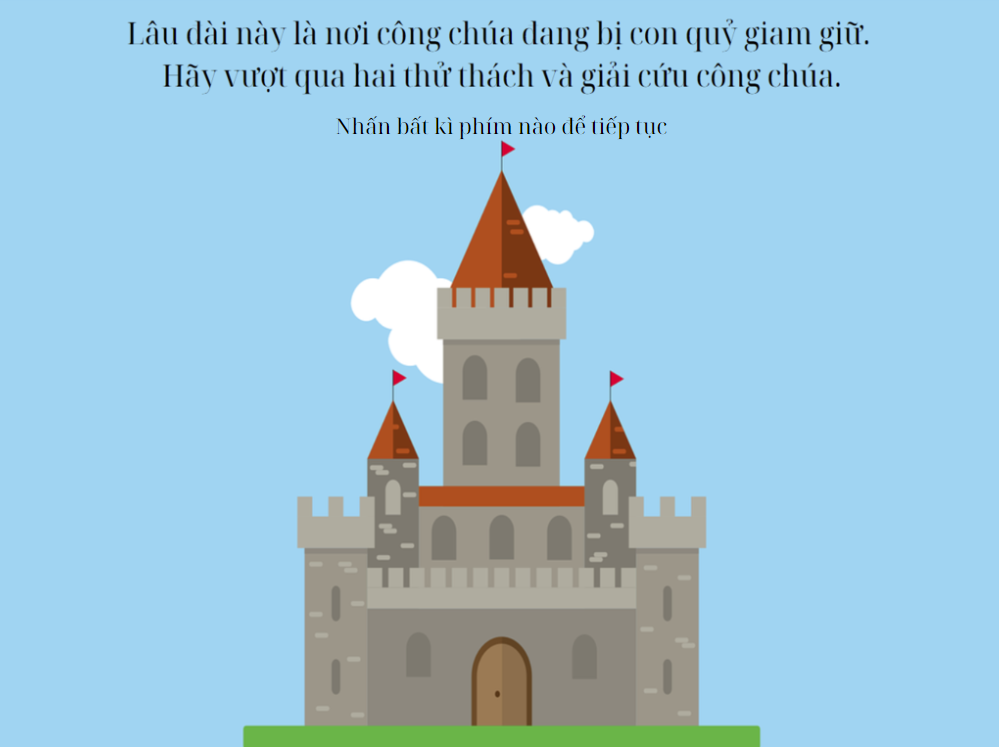 Lâu đài này là nơi công chúa đang bị con quỷ giam giữ.
Hãy vượt qua hai thử thách và giải cứu công chúa.
Nhấn bất kì phím nào để tiếp tục